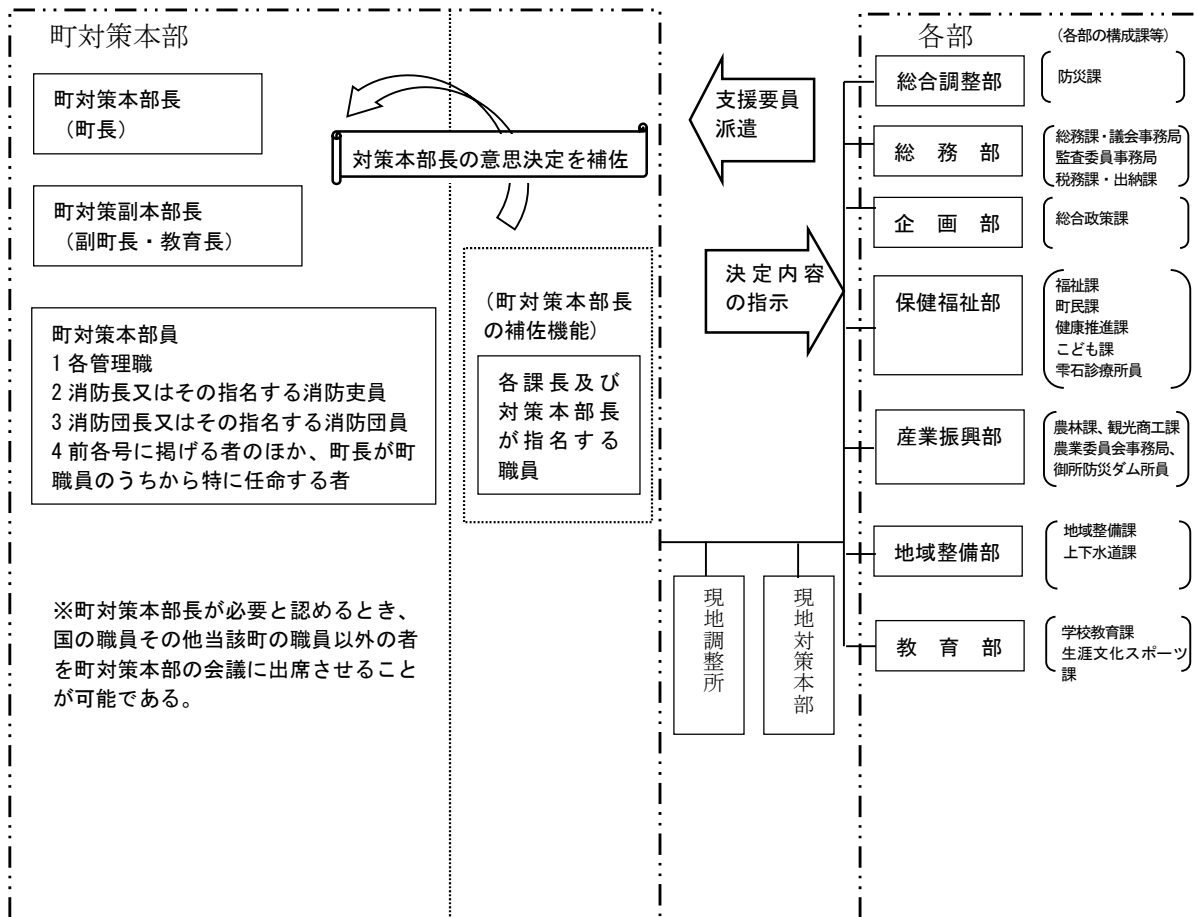 町対策本部
町対策本部長
（町長）
対策本部長の意思決定を補佐
町対策副本部長
（副町長・教育長）
町対策本部員
1 各管理職
2 消防長又はその指名する消防吏員
3 消防団長又はその指名する消防団員
4 前各号に掲げる者のほか、町長が町
職員のうちから特に任命する者
（町対策本部長
の補佐機能）
各課長及び
対策本部長
が指名する
職員
※町対策本部長が必要と認めるとき、
国の職員その他当該町の職員以外の者
を町対策本部の会議に出席させること
が可能である。
支援要員
派遣
決定内容
の指示
現地調整所
現地対策本部
各部
（各部の構成課等）
総合調整部
防災課
総務部
総務課・議会事務局
監査委員事務局
税務課・出納課
企画部
総合政策課
保健福祉部
福祉課
町民課
健康推進課
こども課
雫石診療所員
産業振興部
農林課、観光商工課
農業委員会事務局、
御所防災ダム所員
地域整備部
地域整備課
上下水道課
教育部
学校教育課
生涯文化スポーツ
課